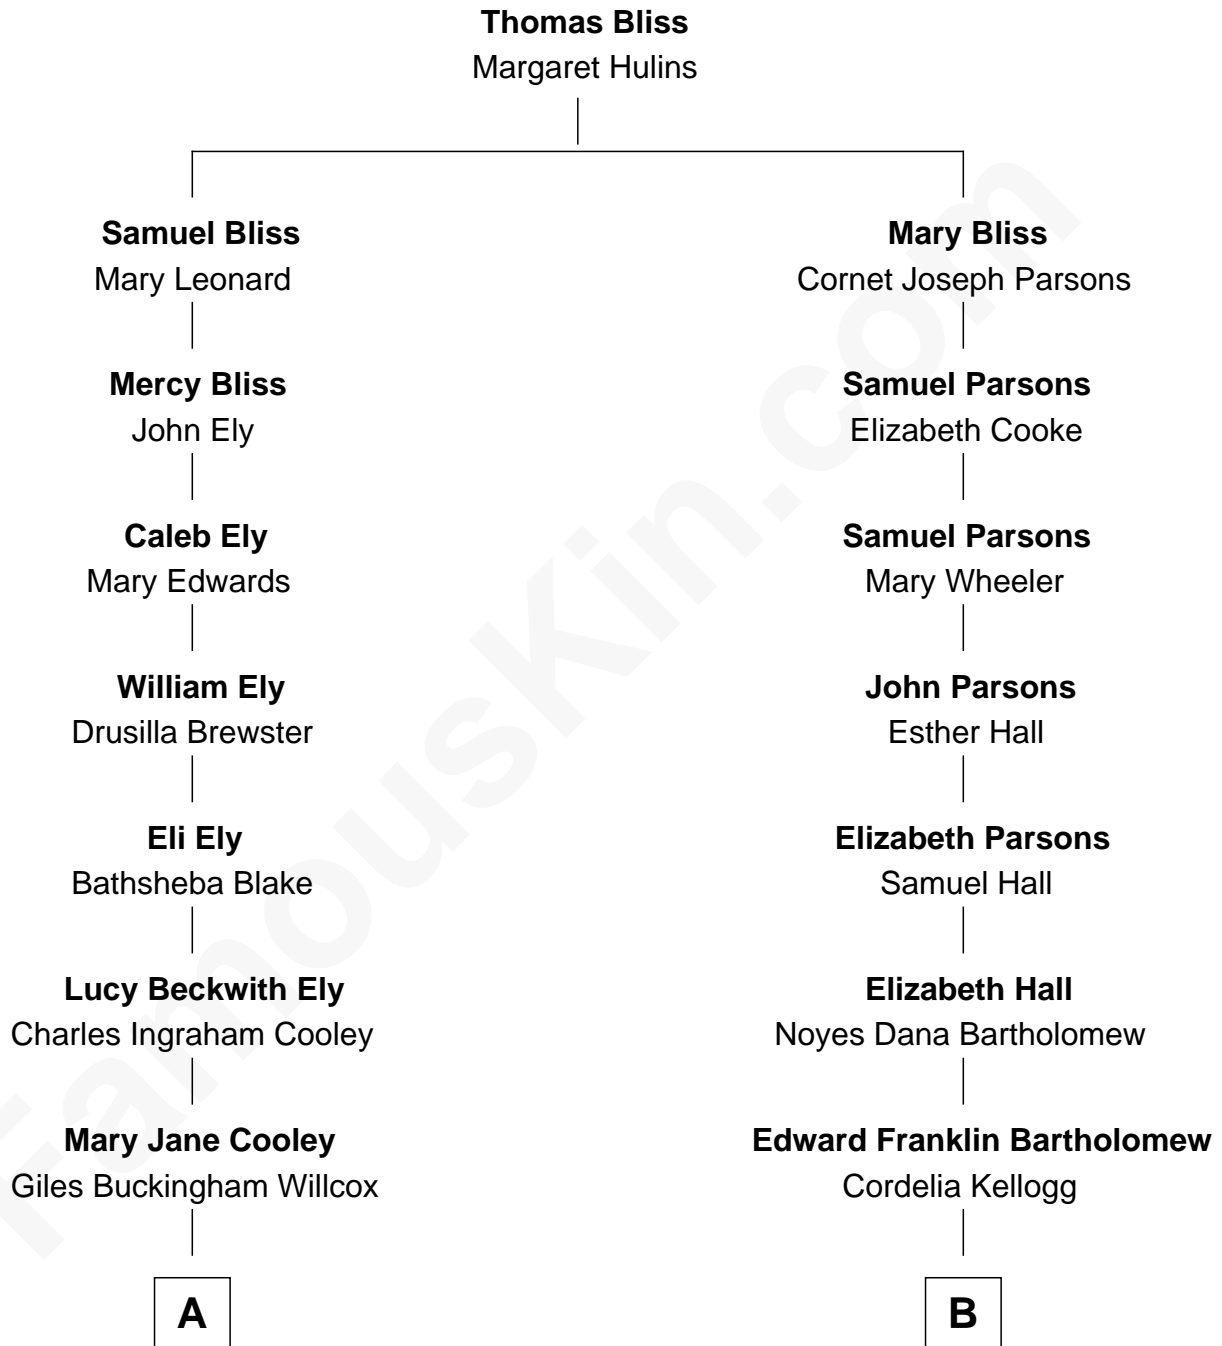 Thomas Bliss
Margaret Hulins
Samuel Bliss
Mary Leonard
Mary Bliss
Cornet Joseph Parsons
Mercy Bliss
John Ely
Samuel Parsons
Elizabeth Cooke
Caleb Ely
Mary Edwards
Samuel Parsons
Mary Wheeler
William Ely
Drusilla Brewster
John Parsons
Esther Hall
Eli Ely
Bathsheba Blake
Elizabeth Parsons
Samuel Hall
Lucy Beckwith Ely
Charles Ingraham Cooley
Elizabeth Hall
Noyes Dana Bartholomew
Mary Jane Cooley
Giles Buckingham Willcox
Edward Franklin Bartholomew
Cordelia Kellogg
A
B
FamousKin.com